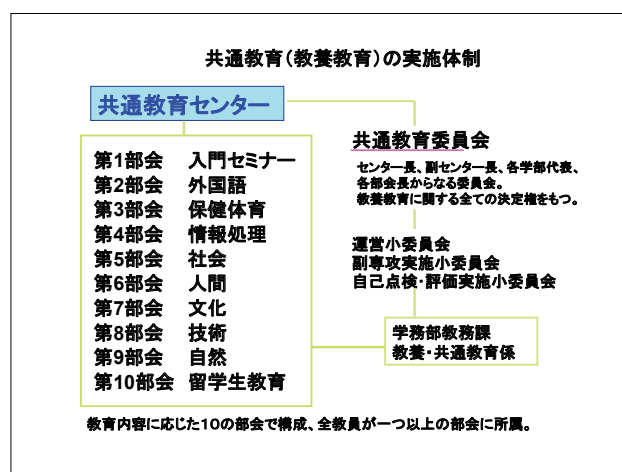 共通教育(教養教育)の実施体制
共通教育センター
第1部会 入門セミナー
第2部会 外国語
第3部会 保健体育
第4部会 情報処理
第5部会 社会
第6部会 人間
第7部会 文化
第8部会 技術
第9部会 自然
第10部会 留学生教育
共通教育委員会
センター長、副センター長、各学部代表、
各部会長からなる委員会。
教養教育に関する全ての決定権をもつ。
運営小委員会
副専攻実施小委員会
自己点検・評価実施小委員会
学務部教務課
教養・共通教育係
教育内容に応じた10の部会で構成、全教員が一つ以上の部会に所属。